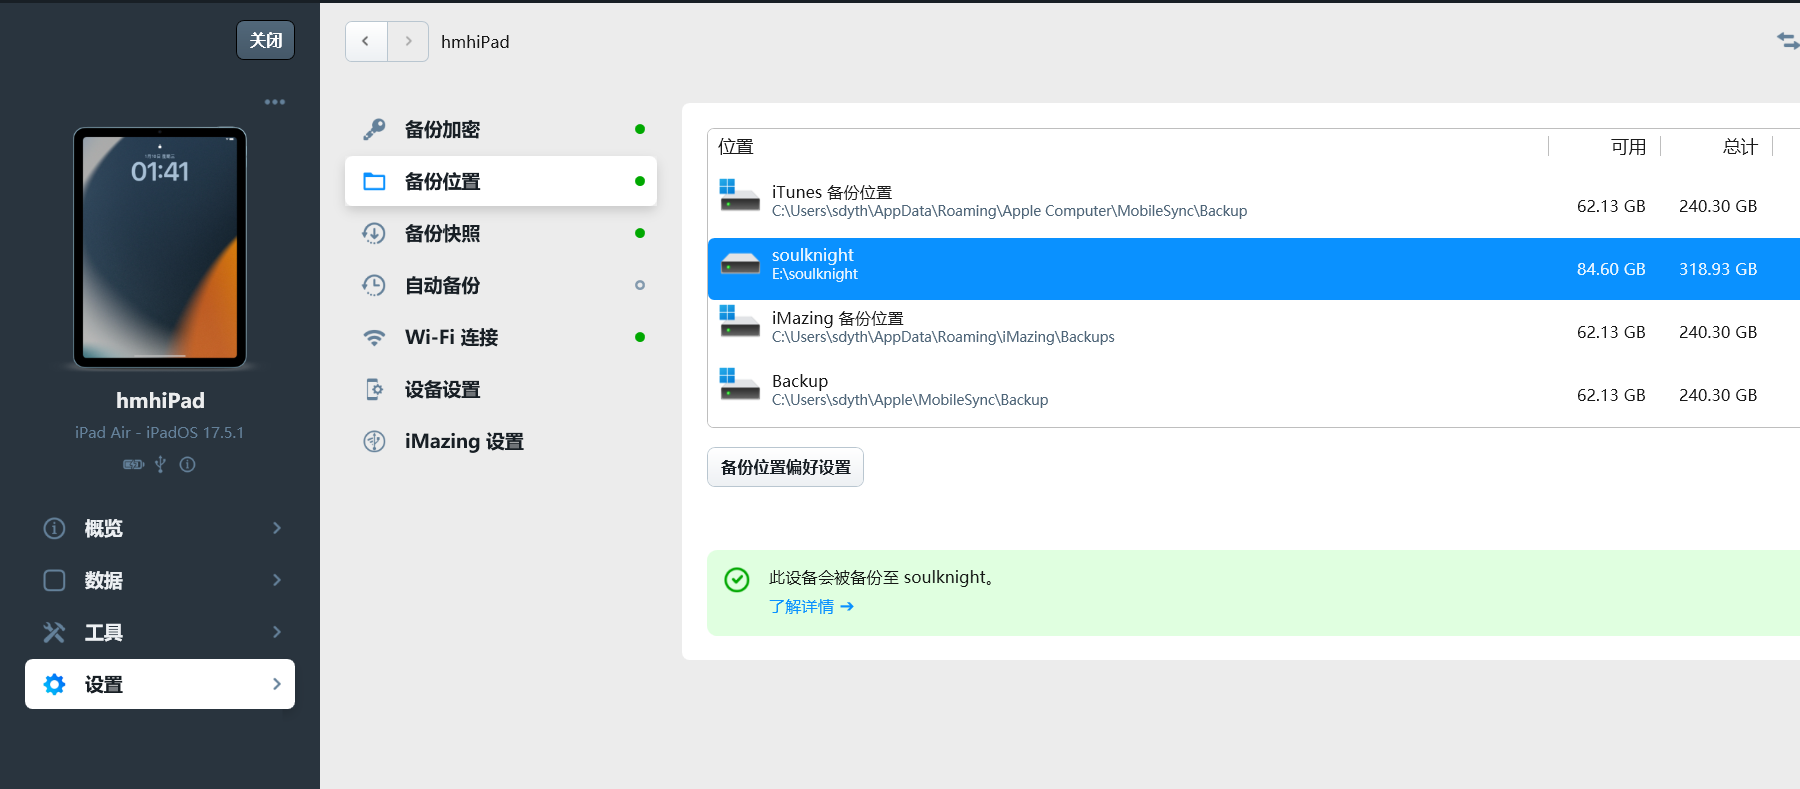 关闭
hmhiPad
01:41
hmhiPad
iPad Air - iPadOS 17.5.1
概览
数据
工具
设置
备份加密
备份位置
备份快照
自动备份
Wi-Fi 连接
设备设置
iMazing 设置
位置 可用 总计
iTunes 备份位置
C:\Users\sdyth\AppData\Roaming\Apple Computer\MobileSync\Backup
62.13 GB 240.30 GB
soulknight
E:\soulknight
84.60 GB 318.93 GB
iMazing 备份位置
C:\Users\sdyth\AppData\Roaming\iMazing\Backups
62.13 GB 240.30 GB
Backup
C:\Users\sdyth\Apple\MobileSync\Backup
62.13 GB 240.30 GB
备份位置偏好设置
此设备会被备份至 soulknight。
了解详情 →